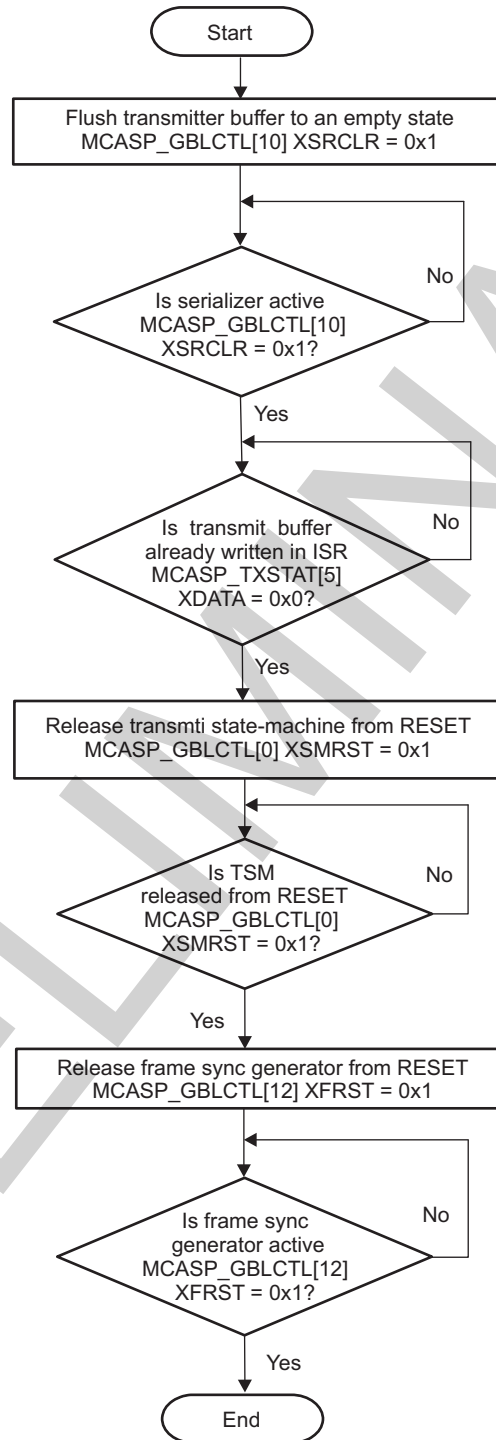 Start
Flush transmitter buffer to an empty state
MCASP_GBLCTL[10] XSRCLR = 0x1
No
Is serializer active
MCASP_GBLCTL[10]
XSRCLR = 0x1?
Yes
No
Is transmit buffer
already written in ISR
MCASP_TXSTAT[5]
XDATA = 0x0?
Yes
Release transmti state-machine from RESET
MCASP_GBLCTL[0] XSMRST = 0x1
No
Is TSM
released from RESET
MCASP_GBLCTL[0]
XSMRST = 0x1?
Yes
Release frame sync generator from RESET
MCASP_GBLCTL[12] XFRST = 0x1
No
Is frame sync
generator active
MCASP_GBLCTL[12]
XFRST = 0x1?
Yes
End